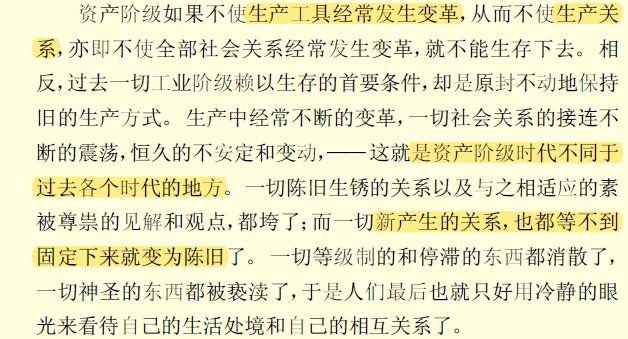 资产阶级如果不使生产工具经常发生变革,从而不使生产关
系,亦即不使全部社会关系经常发生变革,就不能生存下去。相
反,过去一切工业阶级赖以生存的首要条件,却是原封不动地保持
旧的生产方式。生产中经常不断的变革,一切社会关系的接连不
断的震荡,恒久的不安定和变动,——这就是资产阶级时代不同于
过去各个时代的地方。一切陈旧生锈的关系以及与之相适应的素
被尊祟的见解和观点,都垮了;而一切新产生的关系,也都等不到
固定下来就变为陈旧了。一切等级制的和停滞的东西都消散了,
一切神圣的东西都被亵渎了,于是人们最后也就只好用冷静的眼
光来看待自己的生活处境和自己的相互关系了。